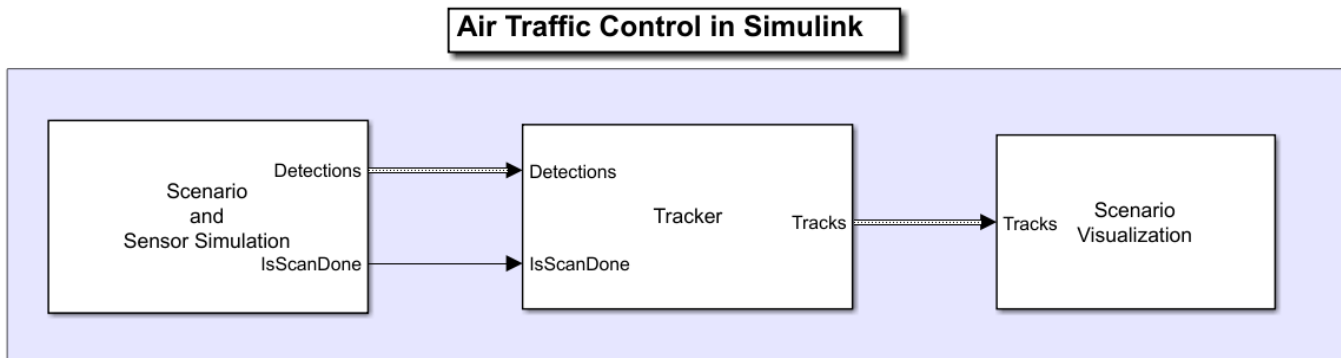 Air Traffic Control in Simulink
Detections
Scenario
and
Sensor Simulation
IsScanDone
Detections
Tracker
Tracks
IsScanDone
Tracks
Scenario
Visualization